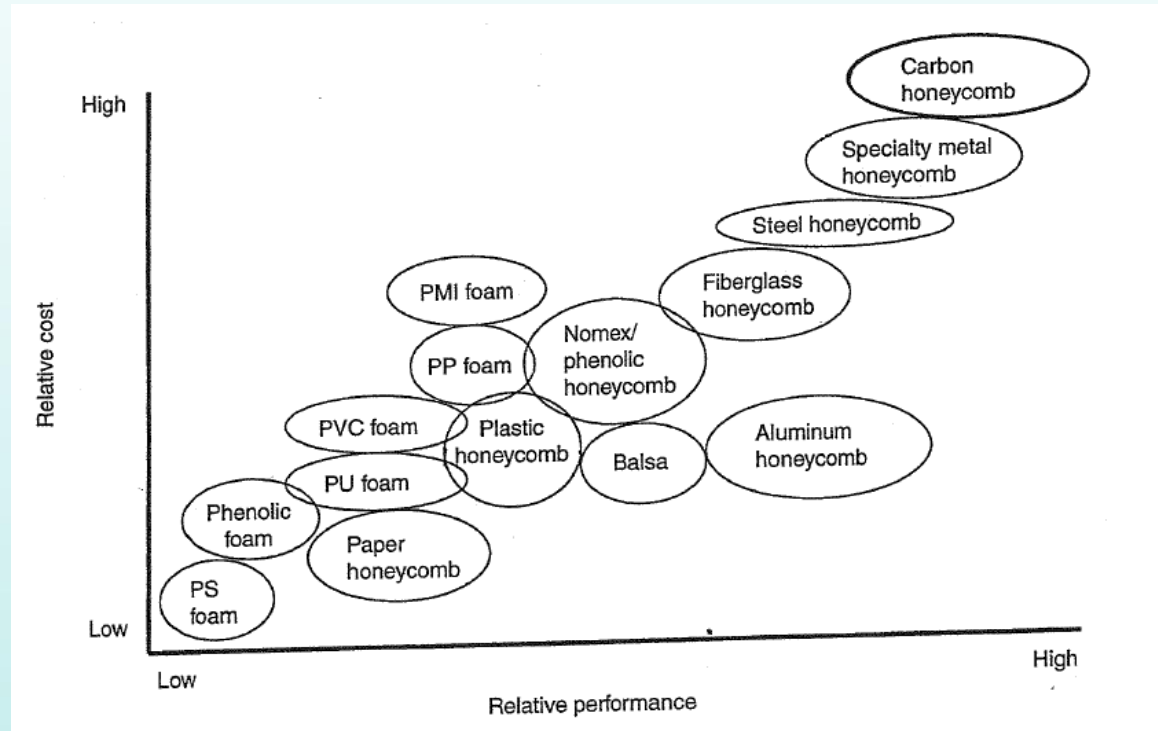 Carbon
honeycomb
High
Specialty metal
honeycomb
Steel honeycomb
Fiberglass
honeycomb
PMI foam
Nomex/
phenolic
honeycomb
PP foam
Relative cost
PVC foam
Plastic
honeycomb
Aluminum
honeycomb
Balsa
PU foam
Phenolic
foam
Paper
honeycomb
PS
foam
Low
Low
High
Relative performance